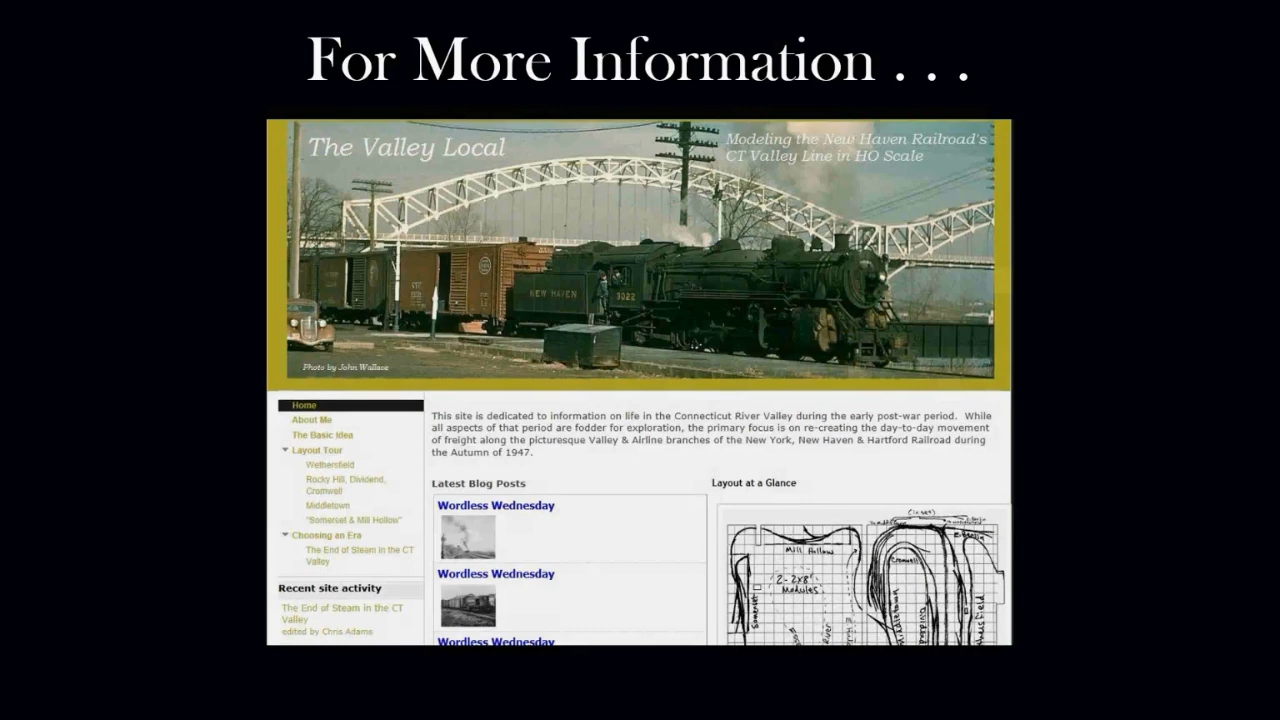 For More Information . . .
The Valley Local
Modeling the New Haven Railroad's
CT Valley Line in HO Scale
NEW HAVEN
3022
Photo by John Wallace
Home
About Me
The Basic Idea
Layout Tour
Wethersfield
Rocky Hill, Dividend,
Cromwell
Middletown
"Somerset & Mill Hollow"
Choosing an Era
The End of Steam in the CT
Valley
Recent site activity
The End of Steam in the CT
Valley
edited by Chris Adams
This site is dedicated to information on life in the Connecticut River Valley during the early post-war period. While
all aspects of that period are fodder for exploration, the primary focus is on re-creating the day-to-day movement
of freight along the picturesque Valley & Airline branches of the New York, New Haven & Hartford Railroad during
the Autumn of 1947.
Latest Blog Posts
Wordless Wednesday
Wordless Wednesday
Wordless Wednesday
Layout at a Glance
Mill Hollow
2-2x8'
Modules
Somerset
Cromwell
Middletown